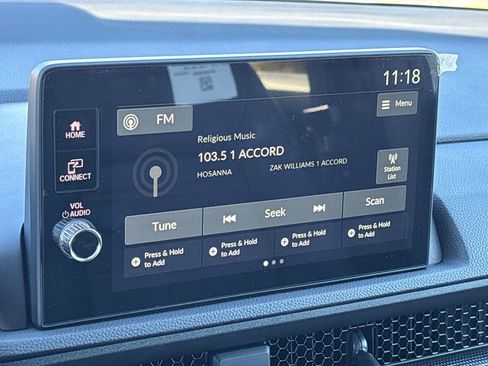 11:18
FM
Menu
HOME
Religious Music
103.5 1 ACCORD
HOSANNA ZAK WILLIAMS 1 ACCORD
CONNECT
Station
List
VOL
AUDIO
Tune
Seek
Scan
Press & Hold
to Add
Press & Hold
to Add
Press & Hold
to Add
Press & Hold
to Add